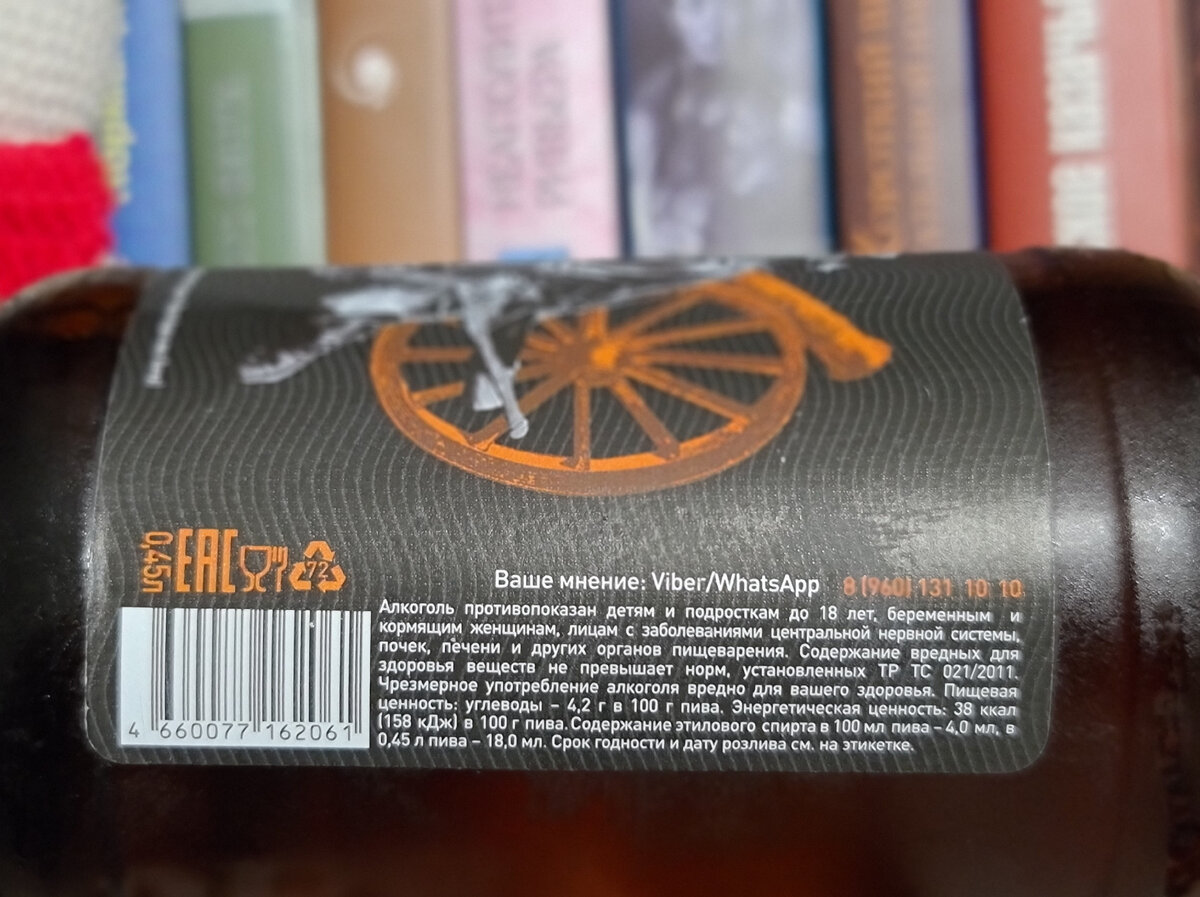 0,45л
EAC
72
Ваше мнение: Viber/WhatsApp 8 (960) 131 10 10
Алкоголь противопоказан детям и подросткам до 18 лет, беременным и
кормящим женщинам, лицам с заболеваниями центральной нервной системы,
почек, печени и других органов пищеварения. Содержание вредных для
здоровья веществ не превышает норм, установленных ТР ТС 021/2011.
Чрезмерное употребление алкоголя вредно для вашего здоровья. Пищевая
ценность: углеводы – 4,2 г в 100 г пива. Энергетическая ценность: 38 ккал
(158 кДж) в 100 г пива. Содержание этилового спирта в 100 мл пива – 4,0 мл, в
0,45 л пива – 18,0 мл. Срок годности и дату розлива см. на этикетке.
4 660077 162061